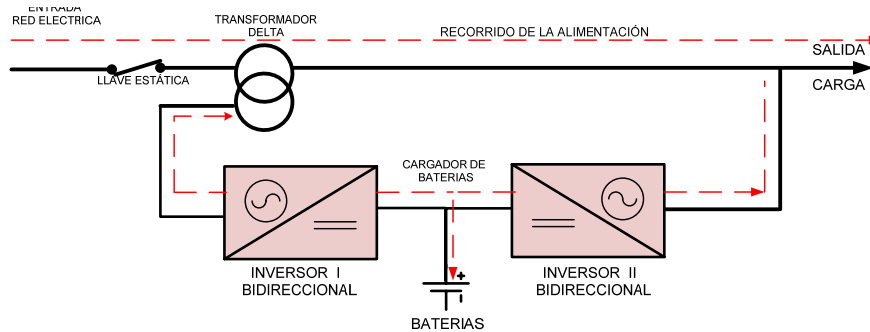 ENTRADA
RED ELECTRICA
TRANSFORMADOR
DELTA
RECORRIDO DE LA ALIMENTACIÓN
SALIDA
LLAVE ESTÁTICA
CARGA
CARGADOR DE
BATERIAS
INVERSOR I
BIDIRECCIONAL
INVERSOR II
BIDIRECCIONAL
BATERIAS